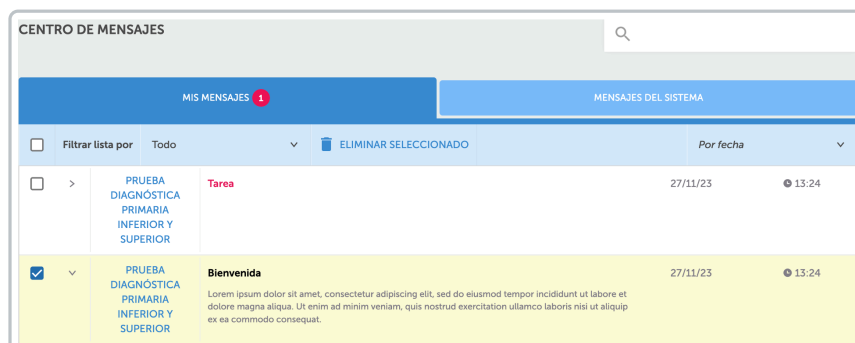 CENTRO DE MENSAJES
MIS MENSAJES 1
MENSAJES DEL SISTEMA
Filtrar lista por Todo ELIMINAR SELECCIONADO Por fecha
PRUEBA DIAGNÓSTICA PRIMARIA INFERIOR Y SUPERIOR
Tarea
27/11/23 13:24
PRUEBA DIAGNÓSTICA PRIMARIA INFERIOR Y SUPERIOR
Bienvenida
27/11/23 13:24
Lorem ipsum dolor sit amet, consectetur adipiscing elit, sed do eiusmod tempor incididunt ut labore et
dolore magna aliqua. Ut enim ad minim veniam, quis nostrud exercitation ullamco laboris nisi ut aliquip
ex ea commodo consequat.